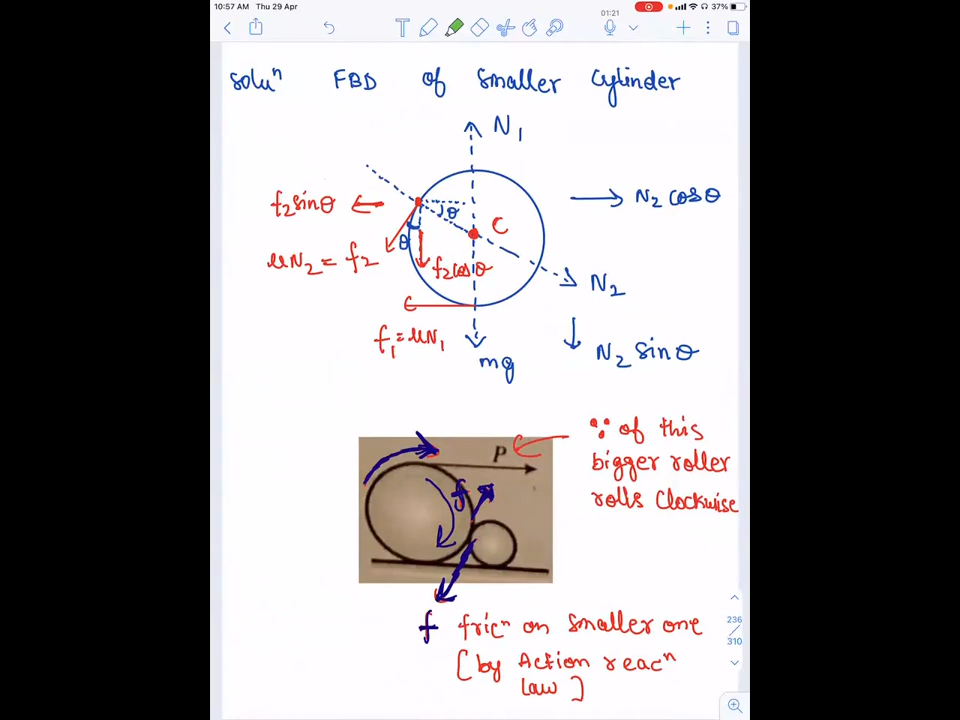 10:57 AM Thu 29 Apr
01:21
37%
T
soluⁿ FBD of smaller cylinder
N₁
f₂sinθ
θ
C
N₂ cosθ
θ
μN₂ = f₂
f₂cosθ
N₂
f₁=μN₁
mg
N₂ sinθ
P
∵ of this
bigger roller
rolls clockwise
f
f fricⁿ on smaller one
[by Action reacⁿ
law]
236
310